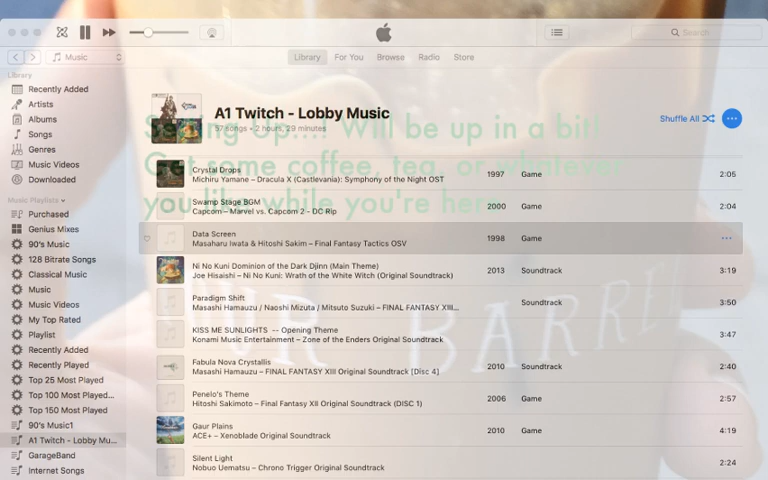 Search
Music
Library
For You
Browse
Radio
Store
Library
Recently Added
Artists
Albums
Songs
Genres
Music Videos
Downloaded
Music Playlists
Purchased
Genius Mixes
90's Music
128 Bitrate Songs
Classical Music
Music
Music Videos
My Top Rated
Playlist
Recently Added
Recently Played
Top 25 Most Played
Top 100 Most Played...
Top 150 Most Played
90's Music1
A1 Twitch - Lobby Mu...
GarageBand
Internet Songs
A1 Twitch - Lobby Music
57 songs • 2 hours, 29 minutes
Shuffle All
Setting Up...! Will be up in a bit!
Get some coffee, tea, or whatever
you like while you're here
Crystal Drops 1997 Game 2:05
Michiru Yamane – Dracula X (Castlevania): Symphony of the Night OST
Swamp Stage BGM 2000 Game 2:04
Capcom – Marvel vs. Capcom 2 - DC Rip
Data Screen 1998 Game
Masaharu Iwata & Hitoshi Sakim – Final Fantasy Tactics OSV
Ni No Kuni Dominion of the Dark Djinn (Main Theme) 2013 Soundtrack 3:19
Joe Hisaishi – Ni No Kuni: Wrath of the White Witch (Original Soundtrack)
Paradigm Shift Soundtrack 3:50
Masashi Hamauzu / Naoshi Mizuta / Mitsuto Suzuki – FINAL FANTASY XIII...
KISS ME SUNLIGHTS -- Opening Theme 3:47
Konami Music Entertainment – Zone of the Enders Original Soundtrack
Fabula Nova Crystallis 2010 Soundtrack 2:40
Masashi Hamauzu – FINAL FANTASY XIII Original Soundtrack [Disc 4]
Penelo's Theme 2006 Game 2:57
Hitoshi Sakimoto – Final Fantasy XII Original Soundtrack (DISC 1)
Gaur Plains 2010 Game 4:19
ACE+ – Xenoblade Original Soundtrack
Silent Light 2:24
Nobuo Uematsu – Chrono Trigger Original Soundtrack